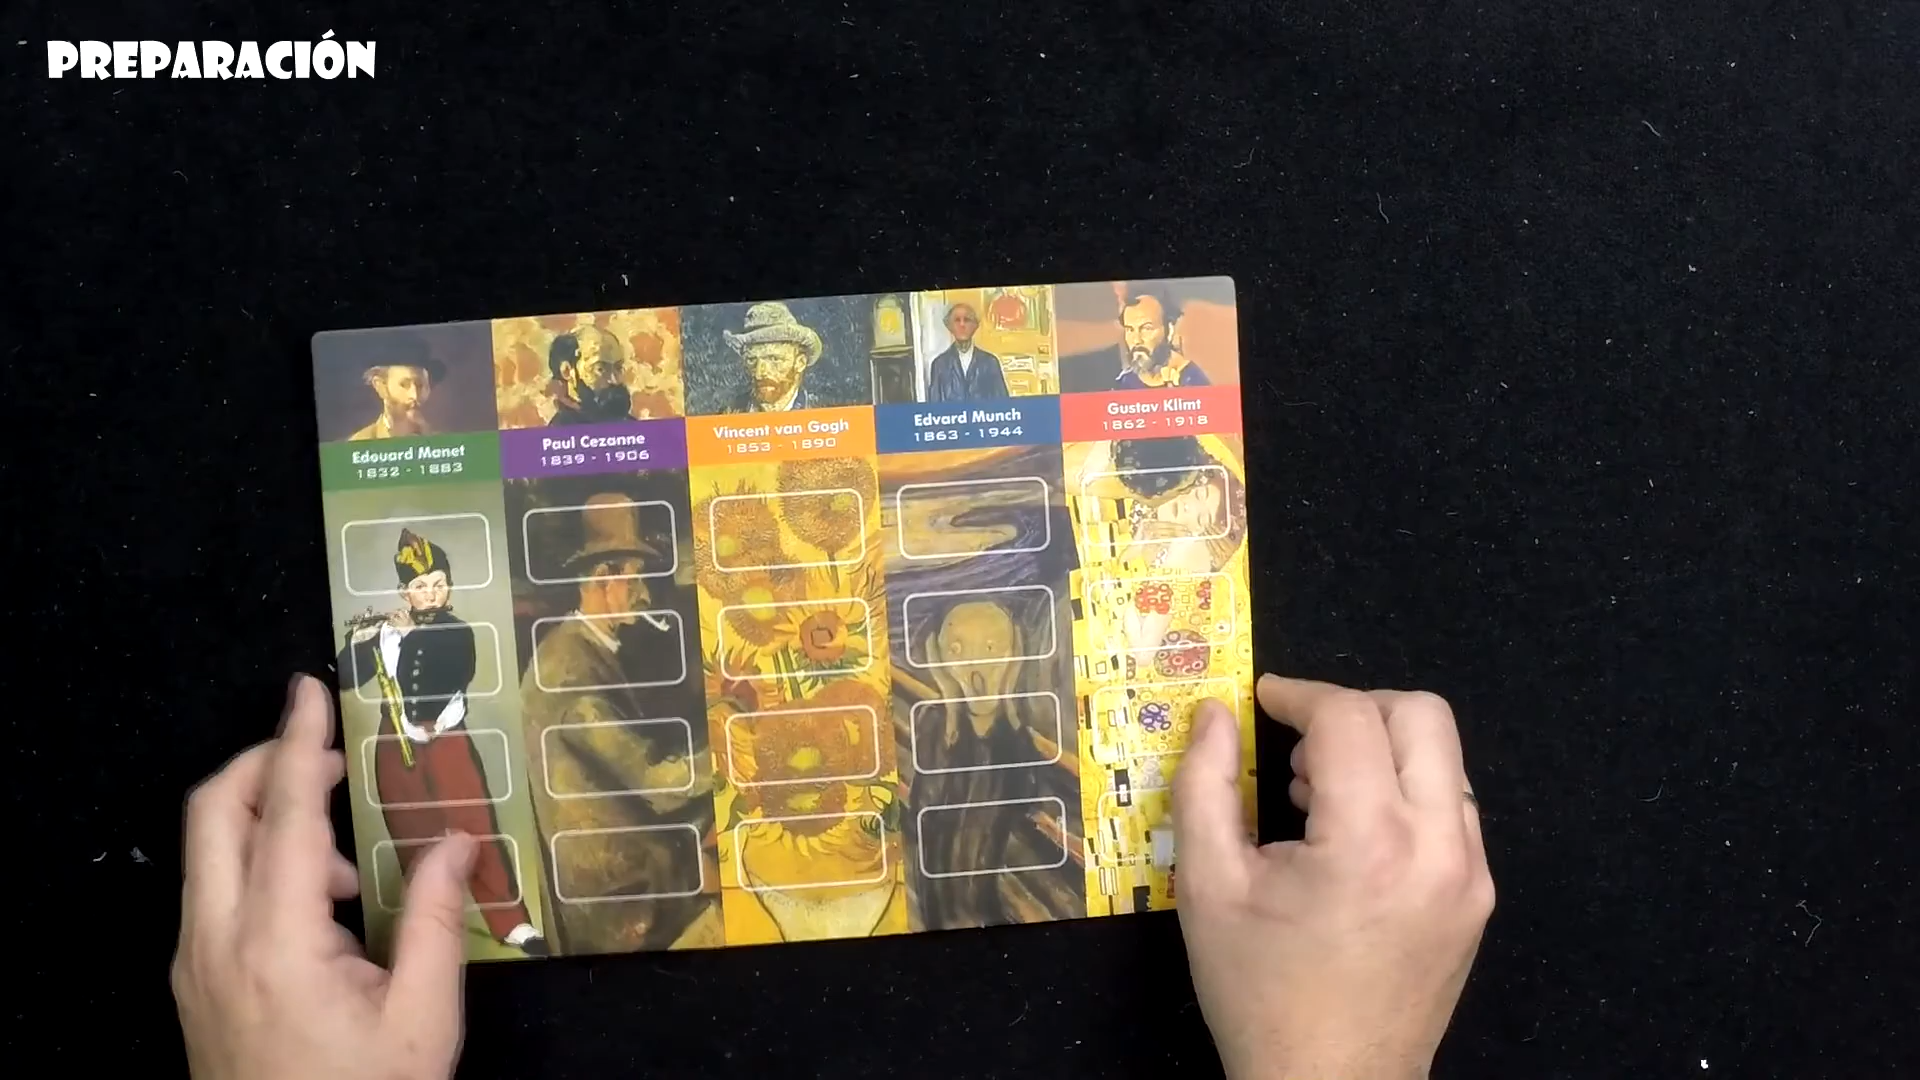 PREPARACIÓN
Edouard Manet
1832 - 1883
Paul Cezanne
1839 - 1906
Vincent van Gogh
1853 - 1890
Edvard Munch
1863 - 1944
Gustav Klimt
1862 - 1918